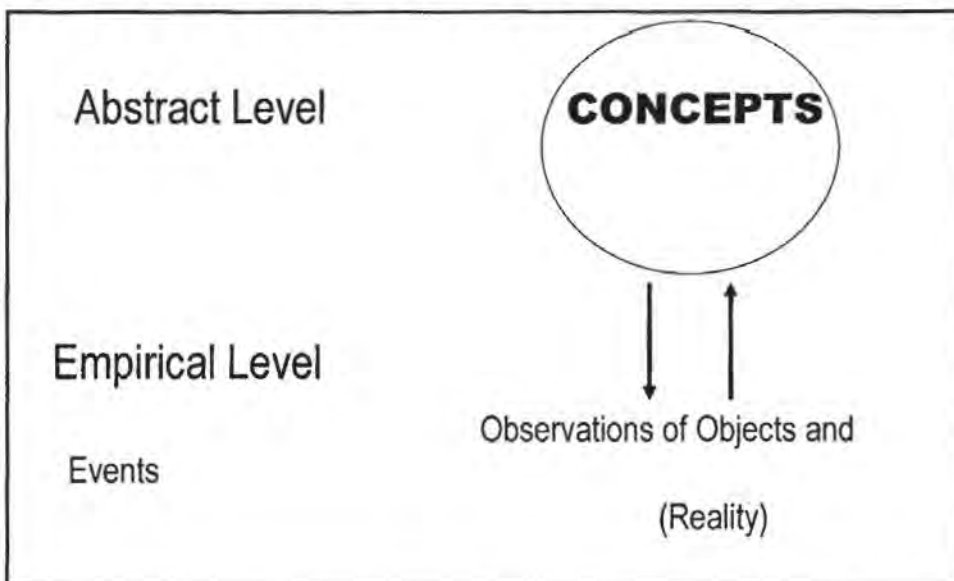 Abstract Level
CONCEPTS
Empirical Level
Observations of Objects and
Events
(Reality)